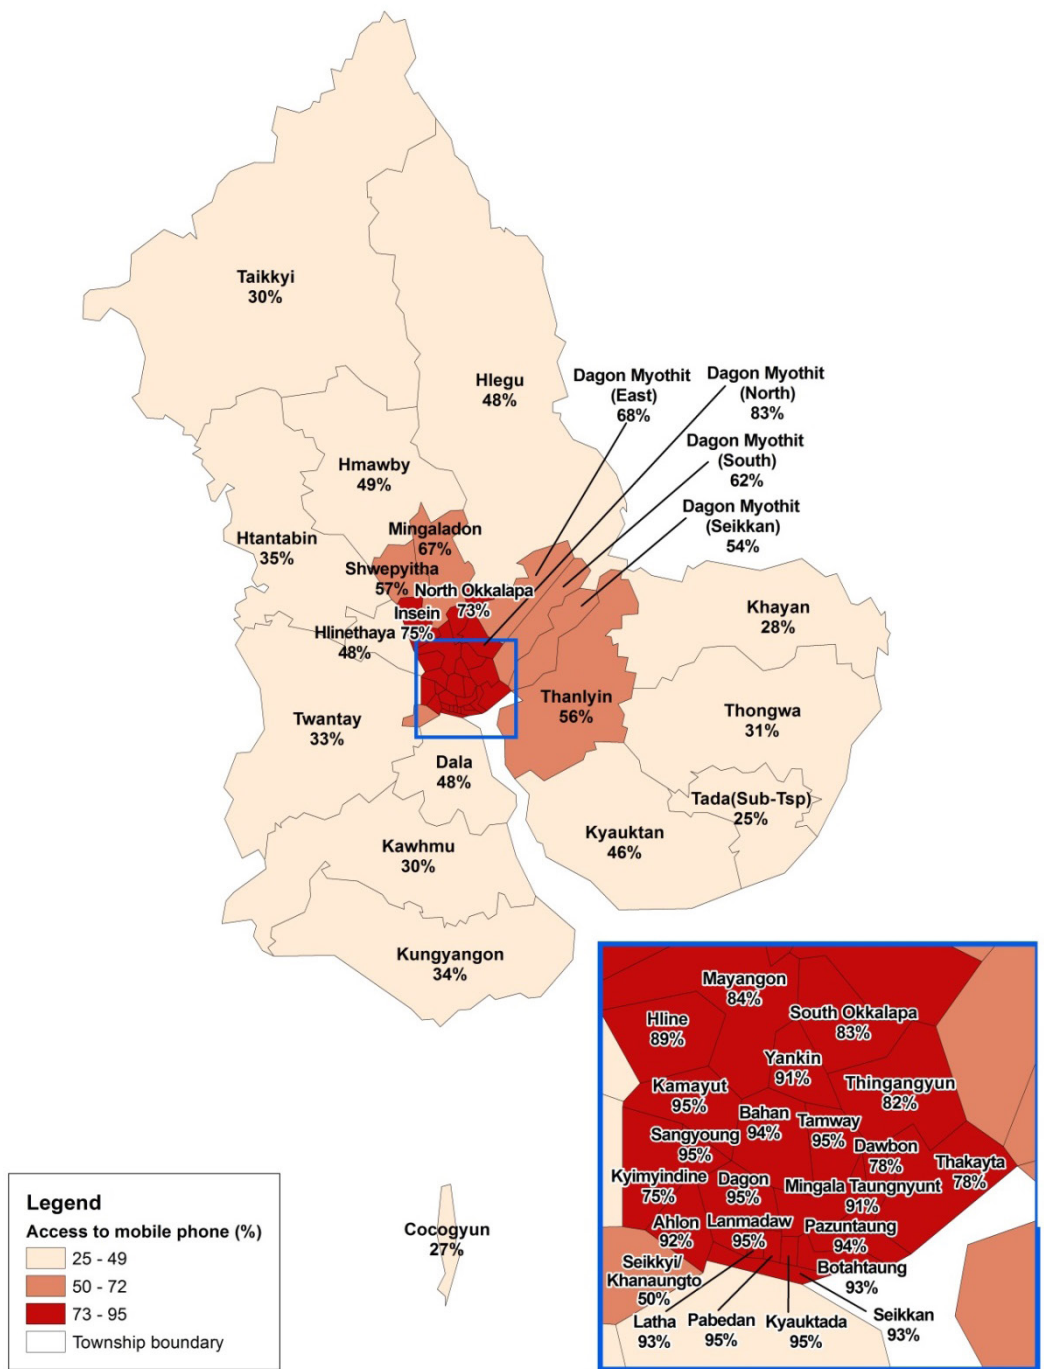 Taikkyi
30%
Hlegu
48%
Dagon Myothit
(East)
68%
Dagon Myothit
(North)
83%
Dagon Myothit
(South)
62%
Dagon Myothit
(Seikkan)
54%
Hmawby
49%
Mingaladon
67%
Htantabin
35%
Shwepyitha
57%
North Okkalapa
73%
Insein
75%
Hlinethaya
48%
Khayan
28%
Thanlyin
56%
Thongwa
31%
Twantay
33%
Dala
48%
Tada(Sub-Tsp)
25%
Kyauktan
46%
Kawhmu
30%
Kungyangon
34%
Cocogyun
27%
Mayangon
84%
Hline
89%
South Okkalapa
83%
Yankin
91%
Kamayut
95%
Thingangyun
82%
Bahan
94%
Tamway
95%
Sangyoung
95%
Dawbon
78%
Thakayta
78%
Kyimyindine
75%
Dagon
95%
Mingala Taungnyunt
91%
Ahlon
92%
Lanmadaw
95%
Pazuntaung
94%
Seikkyi/
Khanaungto
50%
Botahtaung
93%
Latha
93%
Pabedan
95%
Kyauktada
95%
Seikkan
93%
Legend
Access to mobile phone (%)
25 - 49
50 - 72
73 - 95
Township boundary